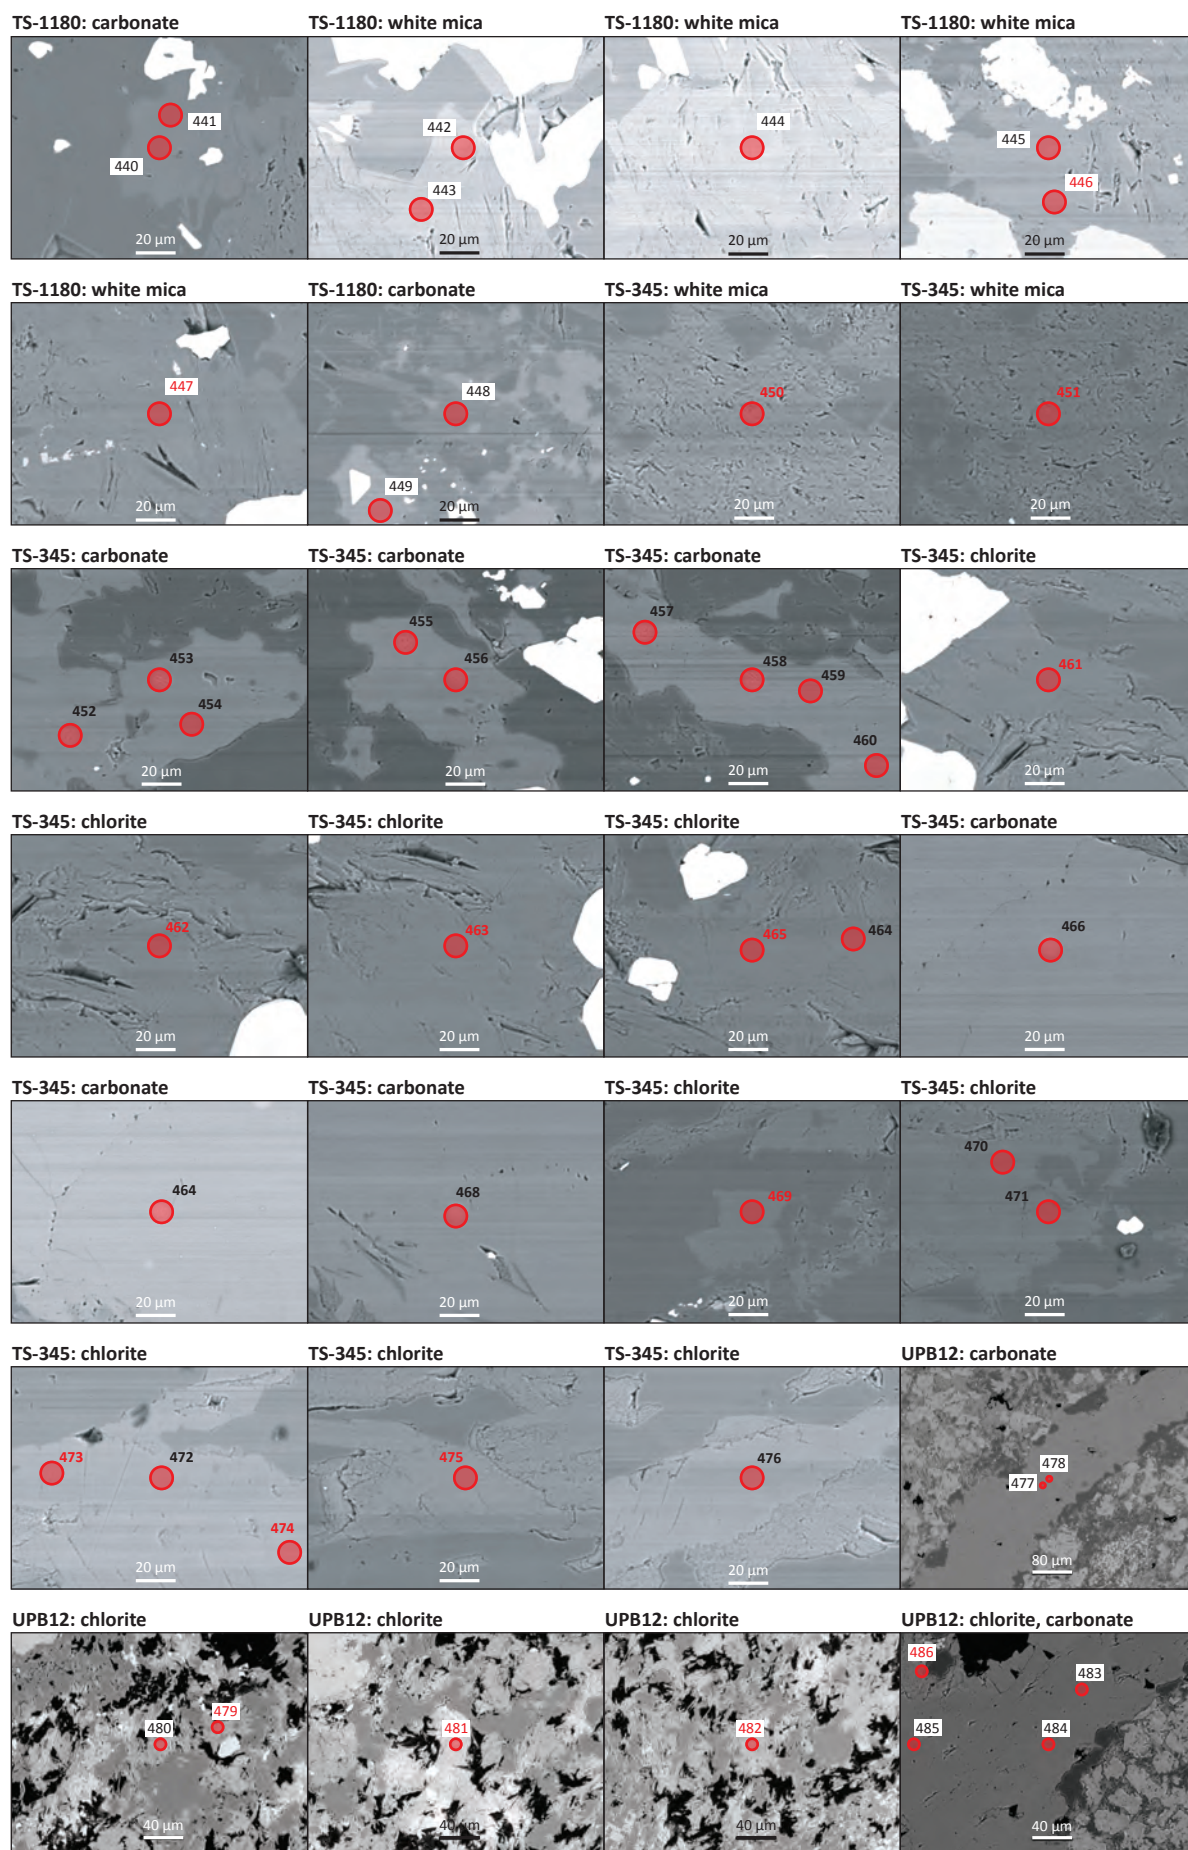 TS-1180: carbonate
TS-1180: white mica
TS-1180: white mica
TS-1180: white mica
441
440
20 µm
442
443
20 µm
444
20 µm
445
446
20 µm
TS-1180: white mica
TS-1180: carbonate
TS-345: white mica
TS-345: white mica
447
20 µm
448
449
20 µm
450
20 µm
451
20 µm
TS-345: carbonate
TS-345: carbonate
TS-345: carbonate
TS-345: chlorite
453
452
454
20 µm
455
456
20 µm
457
458
459
460
20 µm
461
20 µm
TS-345: chlorite
TS-345: chlorite
TS-345: chlorite
TS-345: carbonate
462
20 µm
463
20 µm
465
464
20 µm
466
20 µm
TS-345: carbonate
TS-345: carbonate
TS-345: chlorite
TS-345: chlorite
464
20 µm
468
20 µm
469
20 µm
470
471
20 µm
TS-345: chlorite
TS-345: chlorite
TS-345: chlorite
UPB12: carbonate
473
472
474
20 µm
475
20 µm
476
20 µm
478
477
80 µm
UPB12: chlorite
UPB12: chlorite
UPB12: chlorite
UPB12: chlorite, carbonate
479
480
40 µm
481
40 µm
482
40 µm
486
483
485
484
40 µm